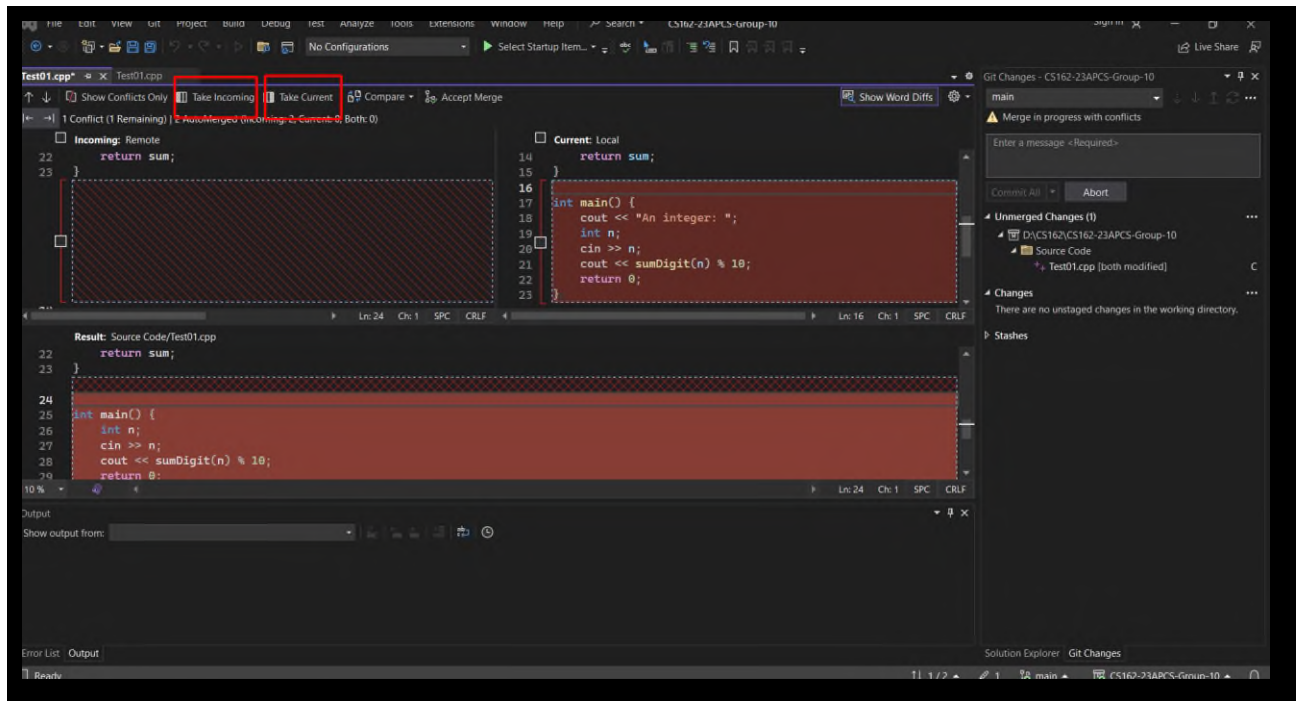 File Edit View Git Project Build Debug Test Analyze Tools Extensions Window Help Search CS162-23APCS-Group-10 Sign in
No Configurations Select Startup Item... Live Share
Test01.cpp* Test01.cpp
Show Conflicts Only Take Incoming Take Current Compare Accept Merge Show Word Diffs
1 Conflict (1 Remaining) | 2 AutoMerged (Incoming: 2, Current: 0, Both: 0)
Incoming: Remote
22 return sum;
23 }
24
Ln: 24 Ch: 1 SPC CRLF
Current: Local
14 return sum;
15 }
16
17 int main() {
18 cout << "An integer: ";
19 int n;
20 cin >> n;
21 cout << sumDigit(n) % 10;
22 return 0;
23 }
Ln: 16 Ch: 1 SPC CRLF
Result: Source Code/Test01.cpp
22 return sum;
23 }
24
25 int main() {
26 int n;
27 cin >> n;
28 cout << sumDigit(n) % 10;
29 return 0;
10 % Ln: 24 Ch: 1 SPC CRLF
Output
Show output from:
Error List Output
Git Changes - CS162-23APCS-Group-10
main
Merge in progress with conflicts
Enter a message <Required>
Commit All Abort
Unmerged Changes (1)
D:\CS162\CS162-23APCS-Group-10
Source Code
Test01.cpp [both modified] C
Changes
There are no unstaged changes in the working directory.
Stashes
Solution Explorer Git Changes
Ready 1 / 2 1 main CS162-23APCS-Group-10